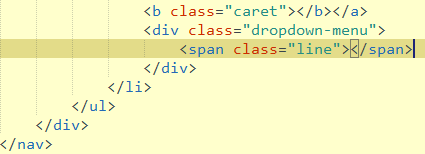 <b class="caret"></b></a>
<div class="dropdown-menu">
<span class="line"></span>
</div>
</li>
</ul>
</div>
</nav>